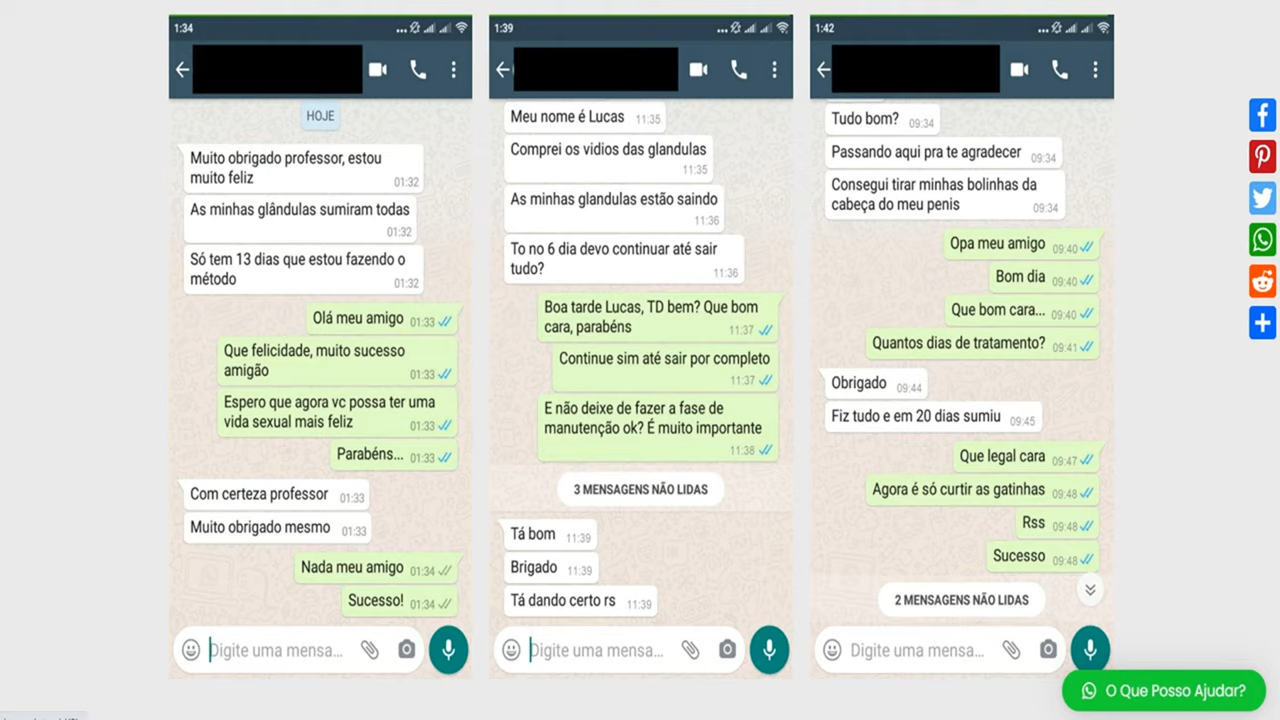 1:34
HOJE
Muito obrigado professor, estou
muito feliz
01:32
As minhas glândulas sumiram todas
01:32
Só tem 13 dias que estou fazendo o
método
01:32
Olá meu amigo 01:33
Que felicidade, muito sucesso
amigão
01:33
Espero que agora vc possa ter uma
vida sexual mais feliz
01:33
Parabéns... 01:33
Com certeza professor 01:33
Muito obrigado mesmo 01:33
Nada meu amigo 01:34
Sucesso! 01:34
Digite uma mensa...
1:39
Meu nome é Lucas 11:35
Comprei os vidios das glandulas
11:35
As minhas glandulas estão saindo
11:36
To no 6 dia devo continuar até sair
tudo?
11:36
Boa tarde Lucas, TD bem? Que bom
cara, parabéns
11:37
Continue sim até sair por completo
11:37
E não deixe de fazer a fase de
manutenção ok? É muito importante
11:38
3 MENSAGENS NÃO LIDAS
Tá bom 11:39
Brigado 11:39
Tá dando certo rs 11:39
Digite uma mensa...
1:42
Tudo bom? 09:34
Passando aqui pra te agradecer 09:34
Consegui tirar minhas bolinhas da
cabeça do meu penis 09:34
Opa meu amigo 09:40
Bom dia 09:40
Que bom cara... 09:40
Quantos dias de tratamento? 09:41
Obrigado 09:44
Fiz tudo e em 20 dias sumiu 09:45
Que legal cara 09:47
Agora é só curtir as gatinhas 09:48
Rss 09:48
Sucesso 09:48
2 MENSAGENS NÃO LIDAS
Digite uma mensa...
O Que Posso Ajudar?